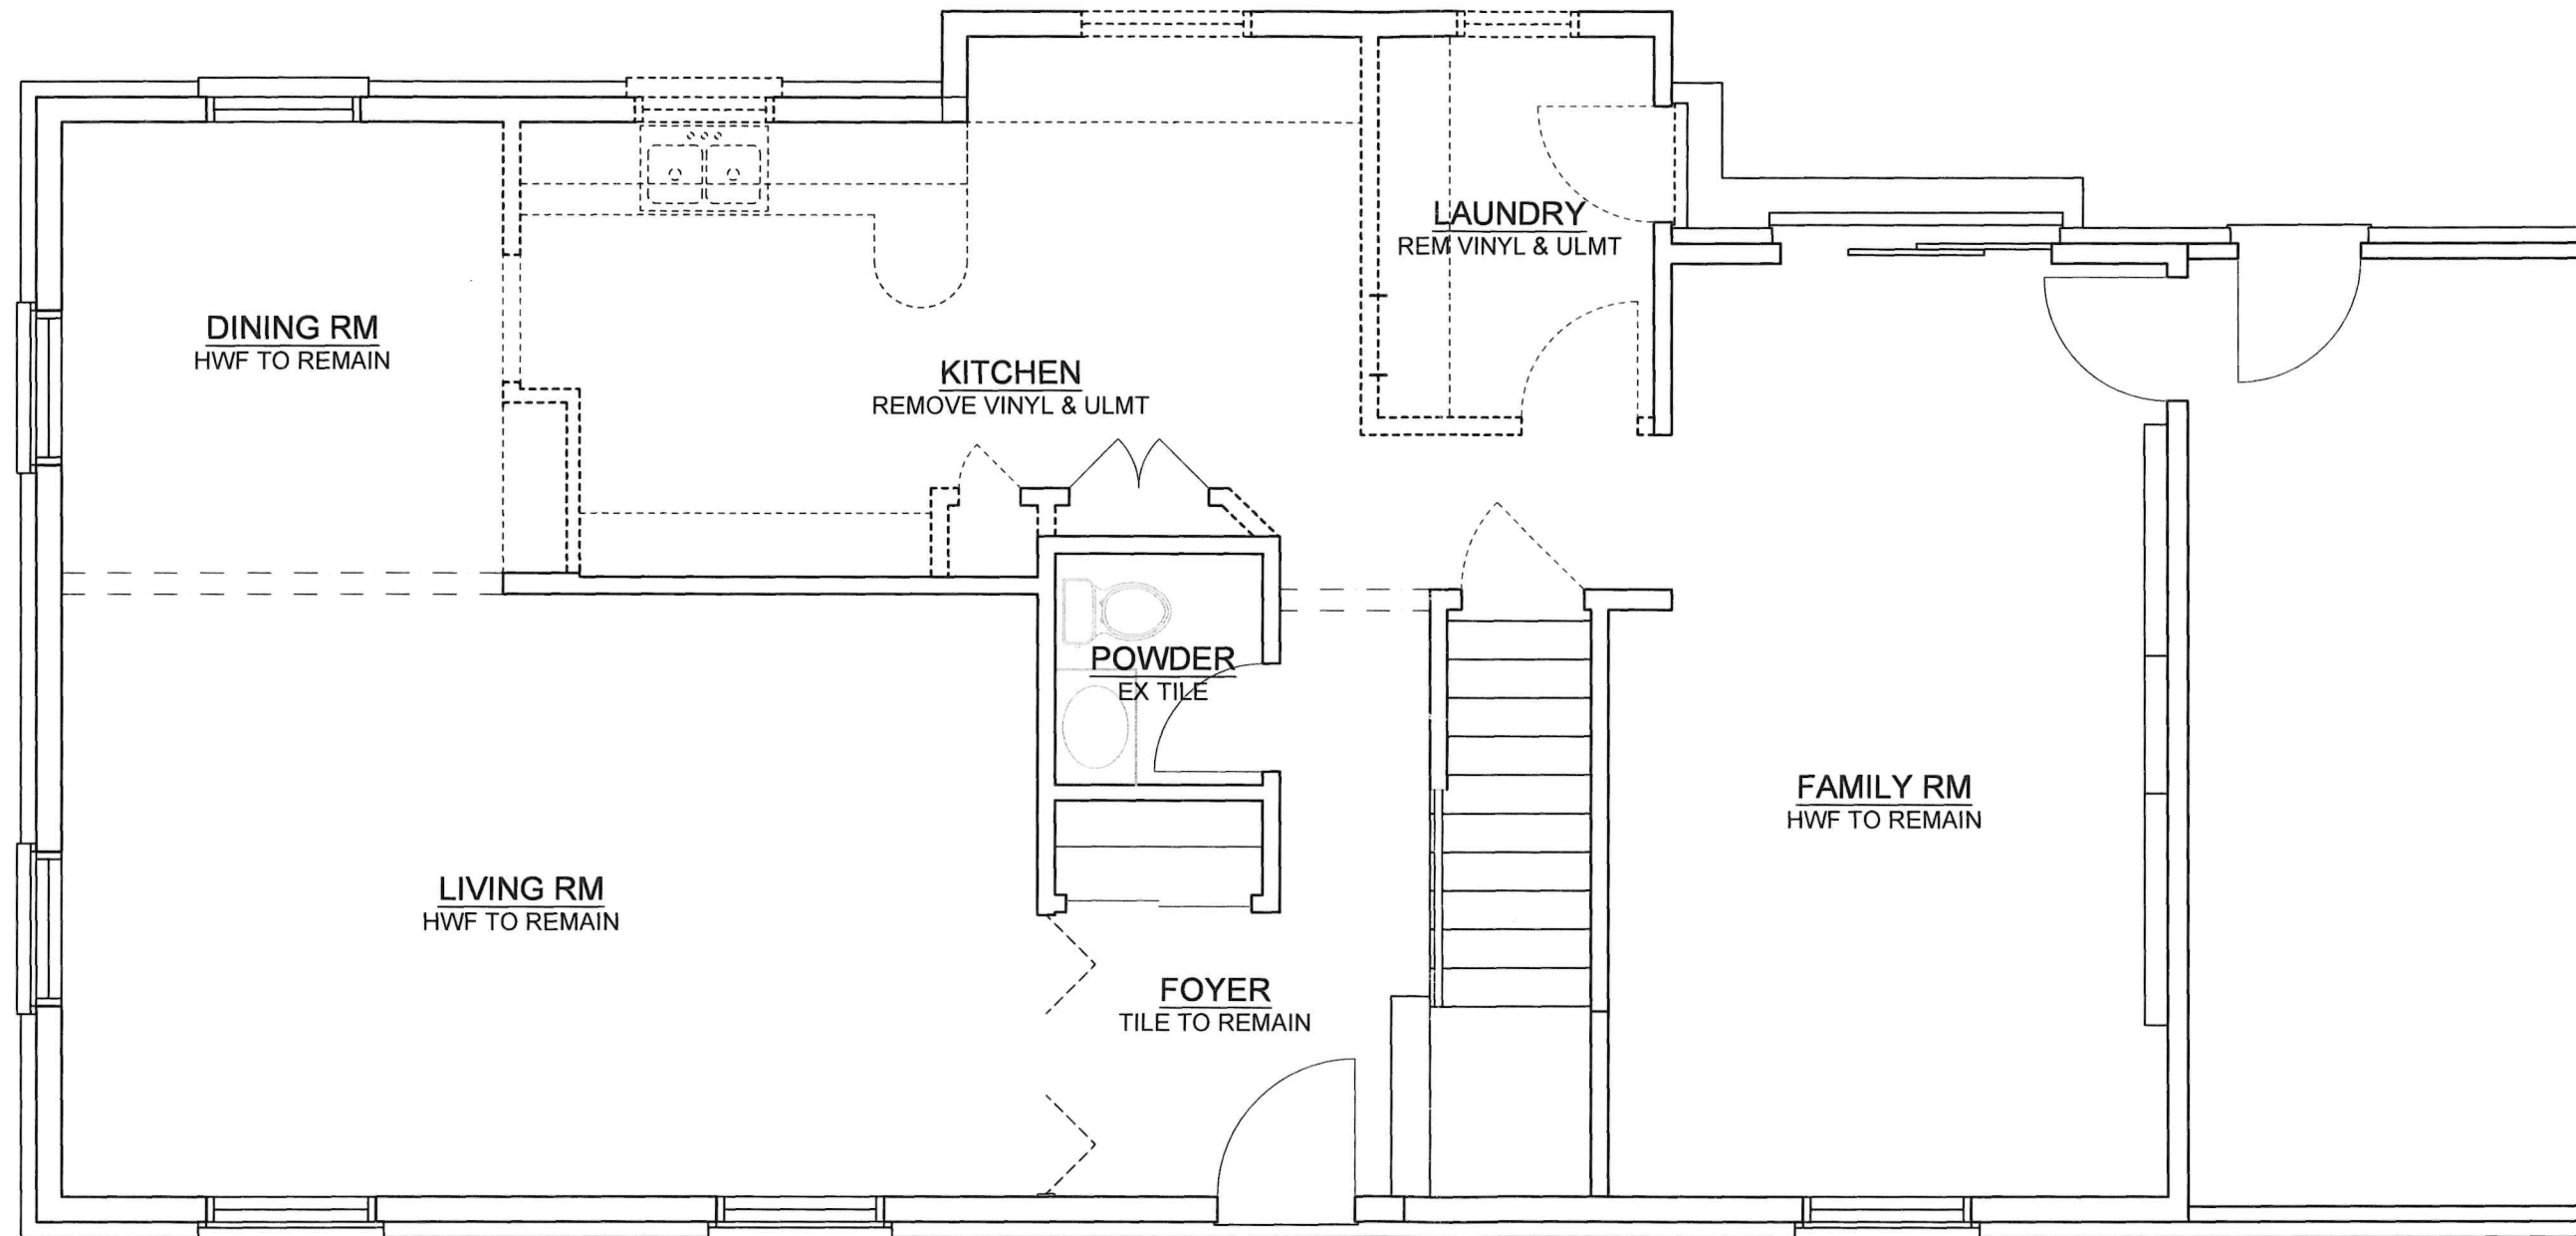 LAUNDRY
REM VINYL & ULMT
DINING RM
HWF TO REMAIN
KITCHEN
REMOVE VINYL & ULMT
POWDER
EX TILE
FAMILY RM
HWF TO REMAIN
LIVING RM
HWF TO REMAIN
FOYER
TILE TO REMAIN